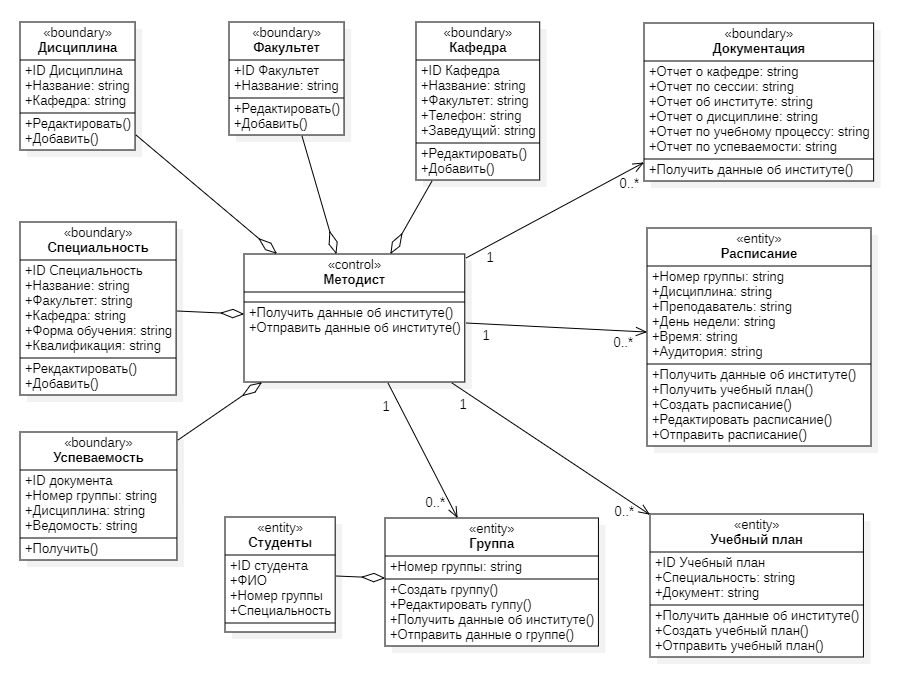 «boundary»
Дисциплина
+ID Дисциплина
+Название: string
+Кафедра: string
+Редактировать()
+Добавить()
«boundary»
Факультет
+ID Факультет
+Название: string
+Редактировать()
+Добавить()
«boundary»
Кафедра
+ID Кафедра
+Название: string
+Факультет: string
+Телефон: string
+Заведущий: string
+Редактировать()
+Добавить()
«boundary»
Документация
+Отчет о кафедре: string
+Отчет по сессии: string
+Отчет об институте: string
+Отчет о дисциплине: string
+Отчет по учебному процессу: string
+Отчет по успеваемости: string
+Получить данные об институте()
0..*
1
«boundary»
Специальность
+ID Специальность
+Название: string
+Факультет: string
+Кафедра: string
+Форма обучения: string
+Квалификация: string
+Рекдактировать()
+Добавить()
«control»
Методист
+Получить данные об институте()
+Отправить данные об институте()
1
0..*
«entity»
Расписание
+Номер группы: string
+Дисциплина: string
+Преподаватель: string
+День недели: string
+Время: string
+Аудитория: string
+Получить данные об институте()
+Получить учебный план()
+Создать расписание()
+Редактировать расписание()
+Отправить расписание()
1
1
«boundary»
Успеваемость
+ID документа
+Номер группы: string
+Дисциплина: string
+Ведомость: string
+Получить()
0..*
0..*
«entity»
Студенты
+ID студента
+ФИО
+Номер группы
+Специальность
«entity»
Группа
+Номер группы: string
+Создать группу()
+Редактировать гуппу()
+Получить данные об институте()
+Отправить данные о группе()
«entity»
Учебный план
+ID Учебный план
+Специальность: string
+Документ: string
+Получить данные об институте()
+Создать учебный план()
+Отправить учебный план()